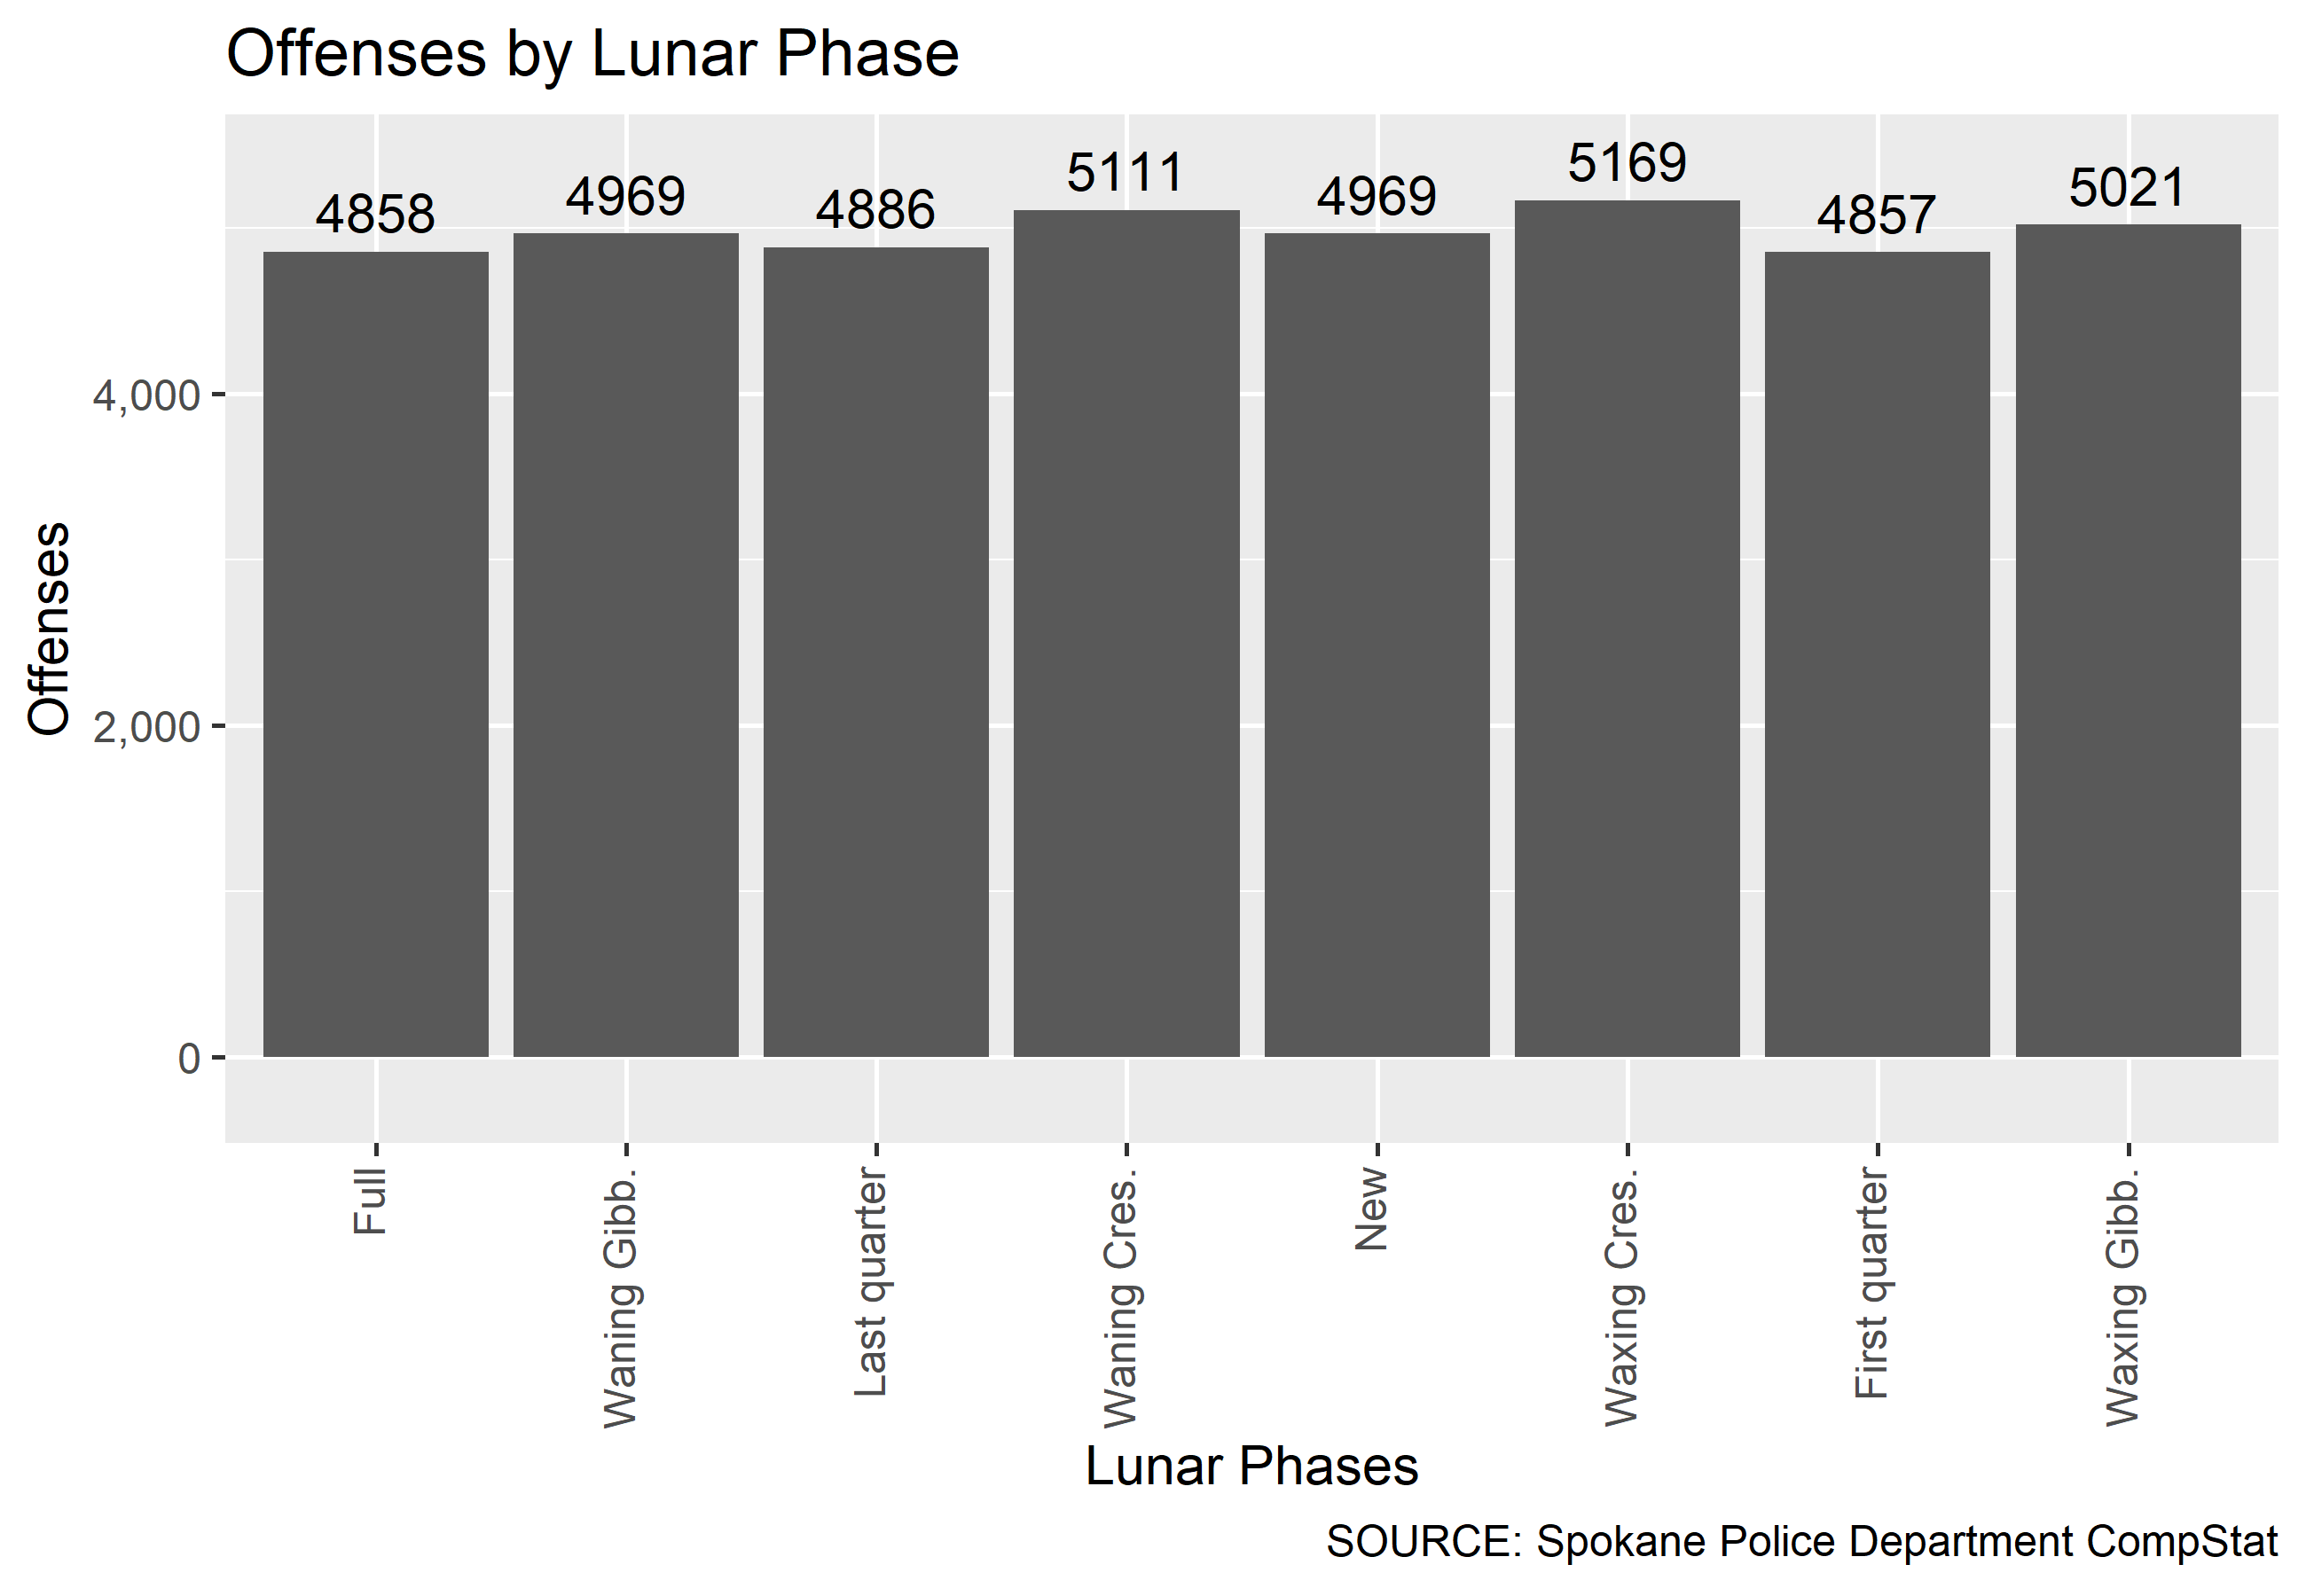 Offenses by Lunar Phase
4858
4969
4886
5111
4969
5169
4857
5021
4,000
2,000
0
Offenses
Full
Waning Gibb.
Last quarter
Waning Cres.
New
Waxing Cres.
First quarter
Waxing Gibb.
Lunar Phases
SOURCE: Spokane Police Department CompStat